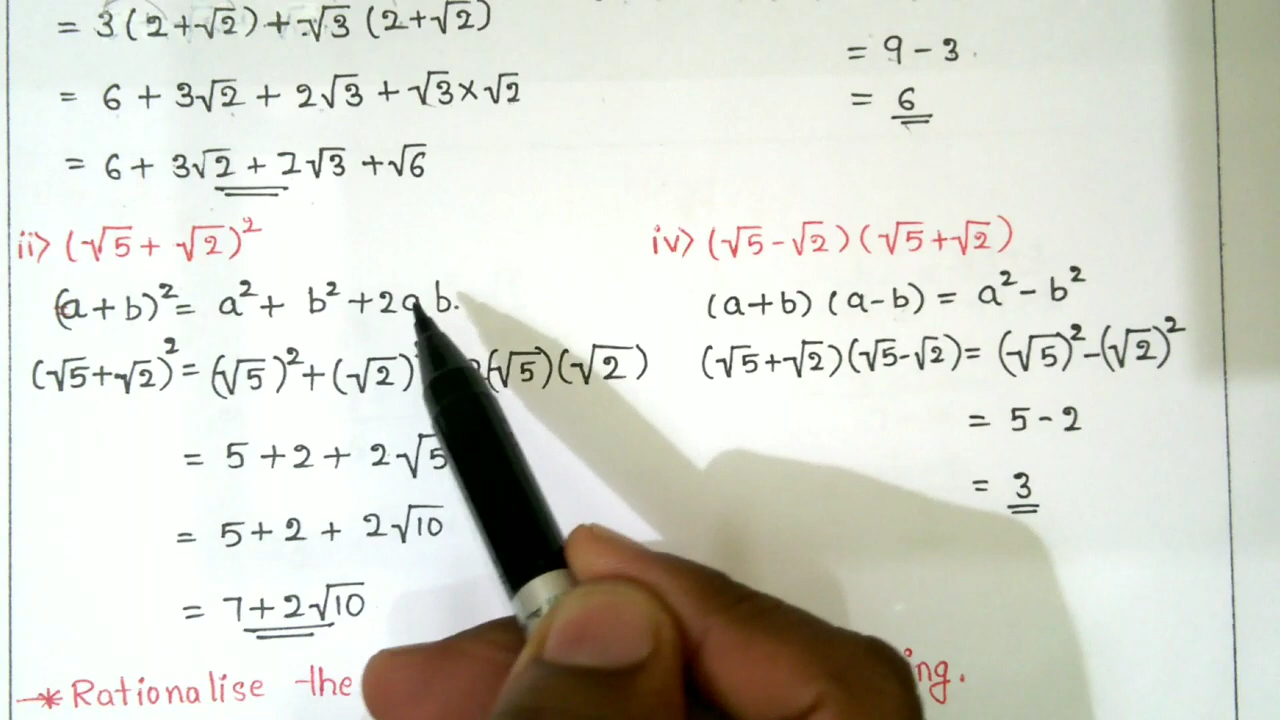 = 3(2+√2)+√3(2+√2)
= 6 + 3√2 + 2√3 + √3×√2
= 6 + 3√2 + 2√3 + √6
= 9 - 3
= 6
ii> (√5 + √2)²
(a+b)² = a² + b² + 2ab.
(√5+√2)² = (√5)² + (√2) (√5)(√2)
= 5 + 2 + 2√5
= 5 + 2 + 2√10
= 7 + 2√10
iv> (√5-√2)(√5+√2)
(a+b)(a-b) = a² - b²
(√5+√2)(√5-√2) = (√5)² - (√2)²
= 5 - 2
= 3
→* Rationalise the